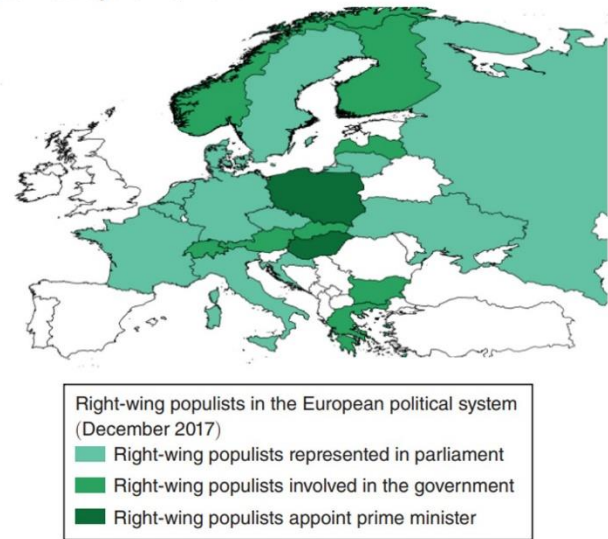 Right-wing populists in the European political system
(December 2017)
Right-wing populists represented in parliament
Right-wing populists involved in the government
Right-wing populists appoint prime minister